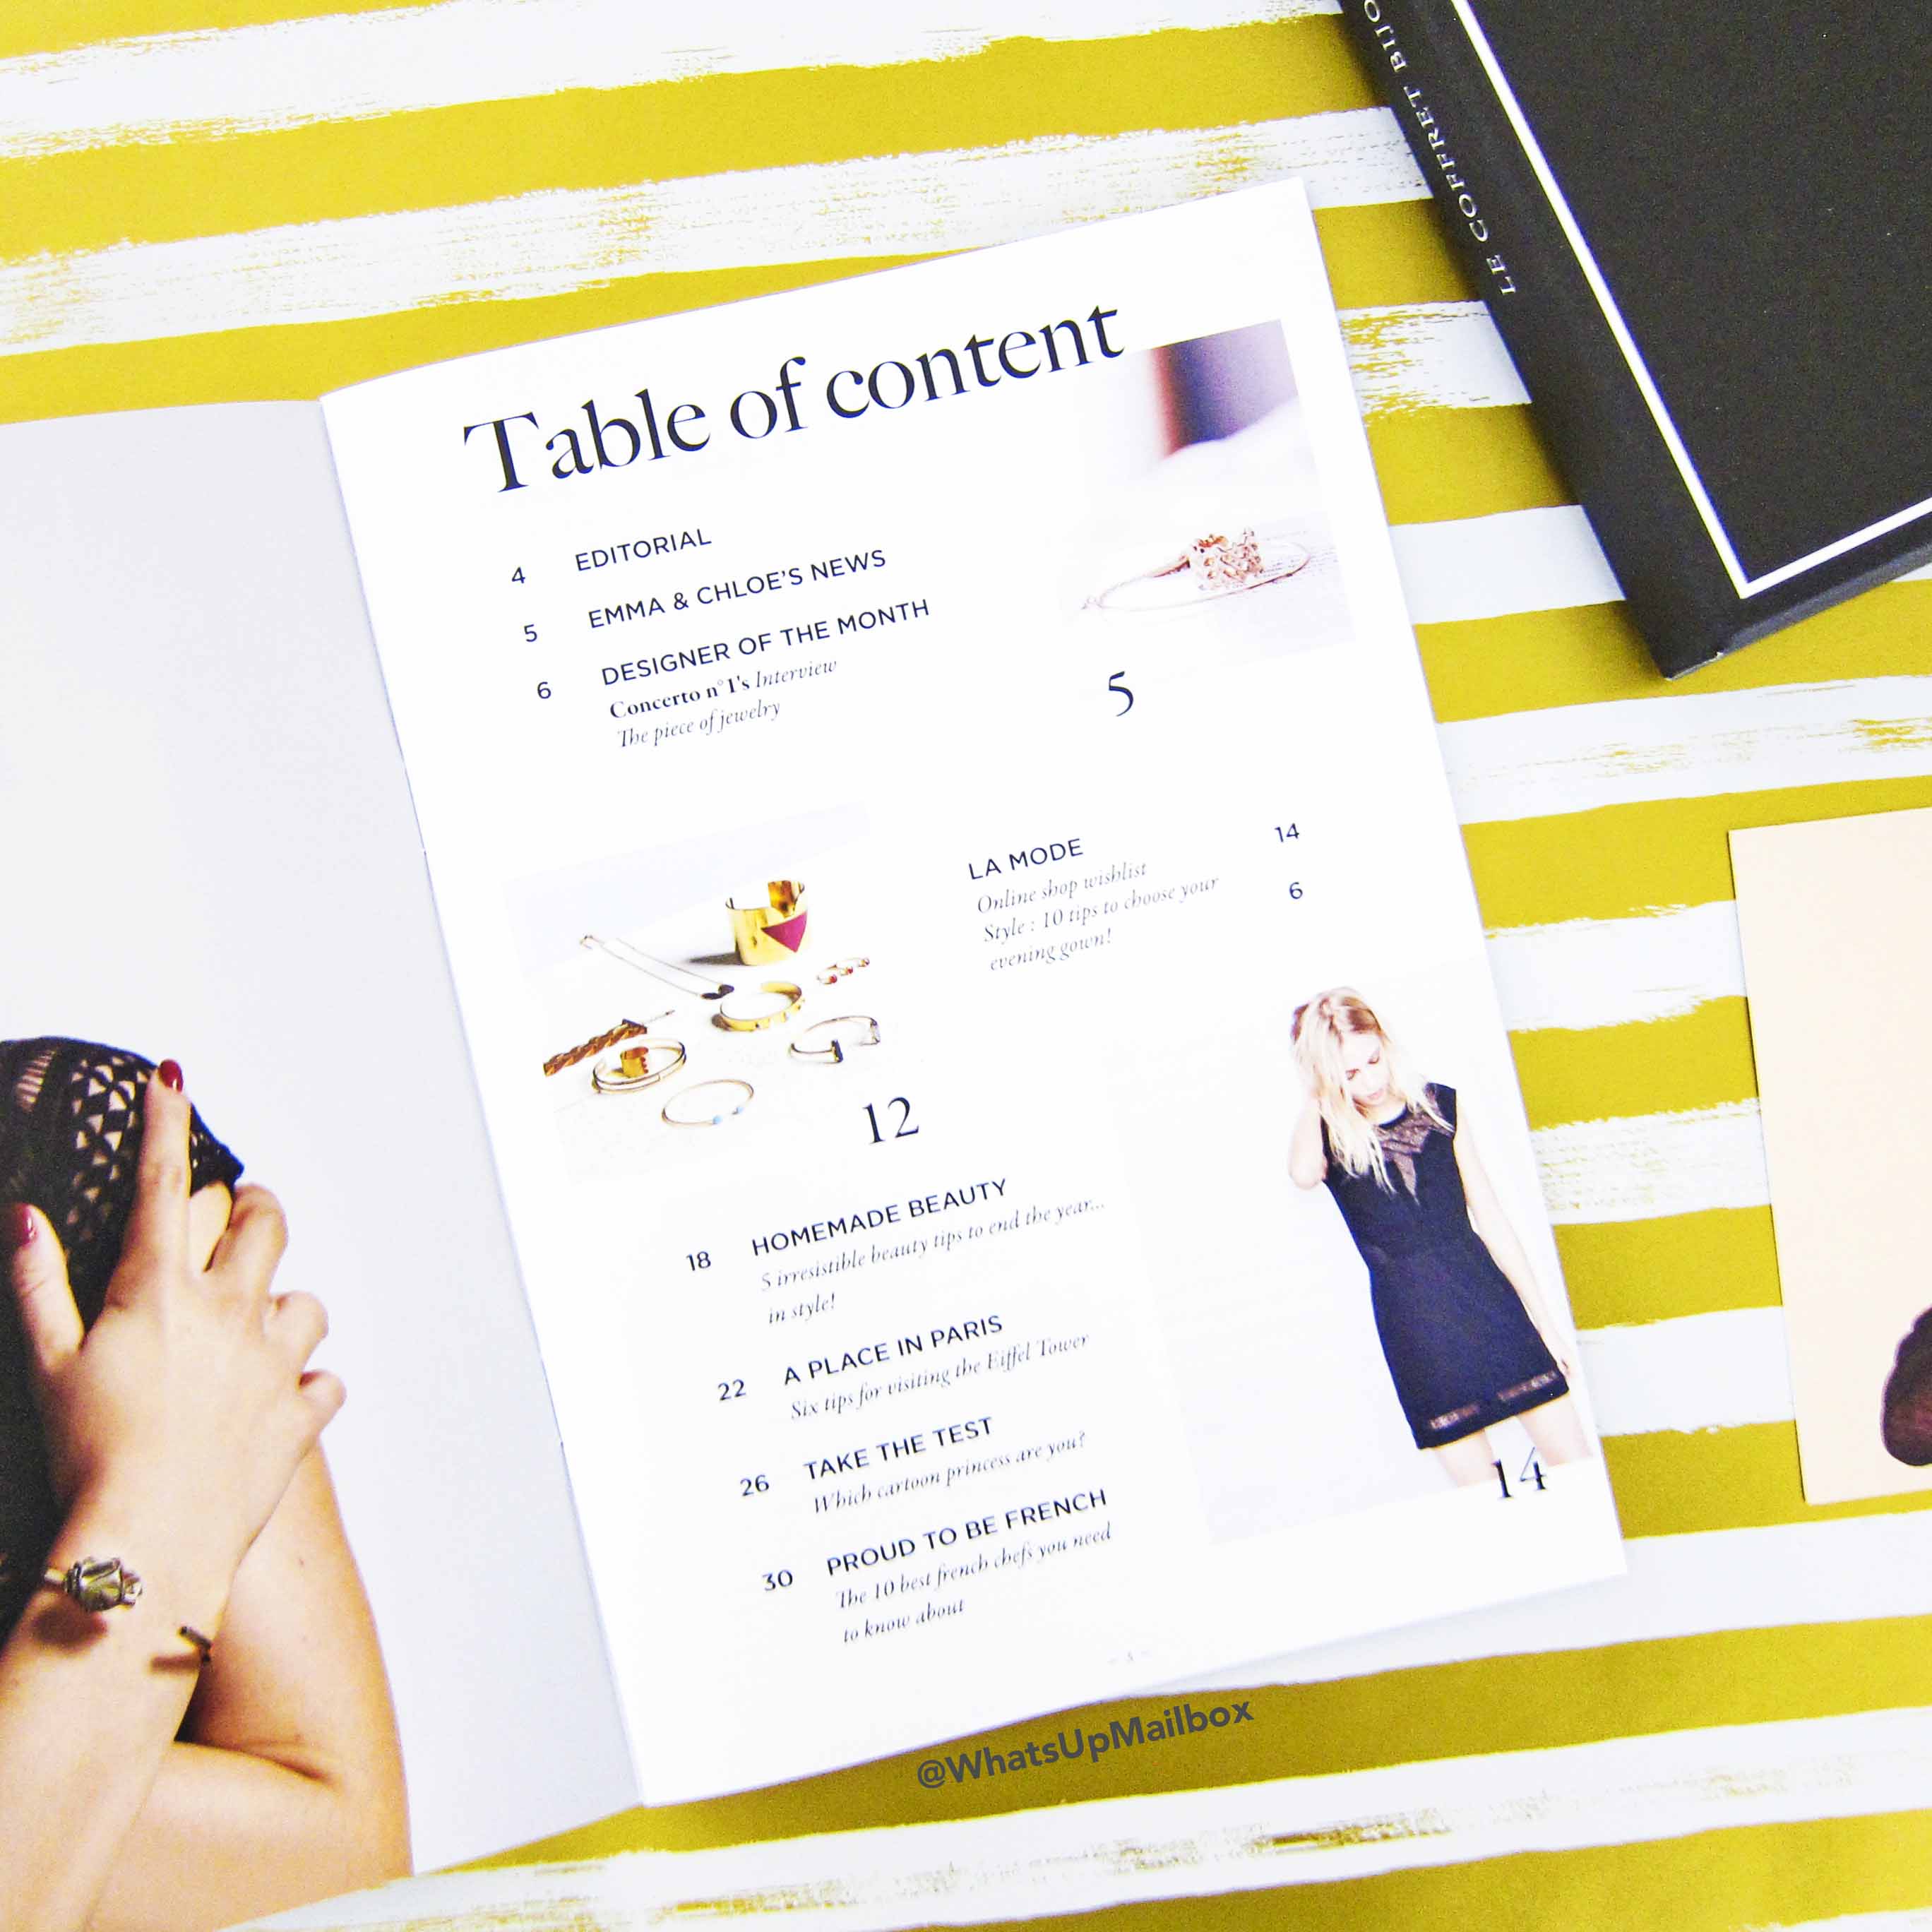 LE COFFRET BIJO
Table of content
4 EDITORIAL
5 EMMA & CHLOE'S NEWS
6 DESIGNER OF THE MONTH
Concerto n°1's Interview
The piece of jewelry
5
LA MODE 14
Online shop wishlist
Style : 10 tips to choose your 6
evening gown!
12
18 HOMEMADE BEAUTY
5 irresistible beauty tips to end the year...
in style!
22 A PLACE IN PARIS
Six tips for visiting the Eiffel Tower
26 TAKE THE TEST
Which cartoon princess are you?
30 PROUD TO BE FRENCH
The 10 best french chefs you need
to know about
14
@WhatsUpMailbox